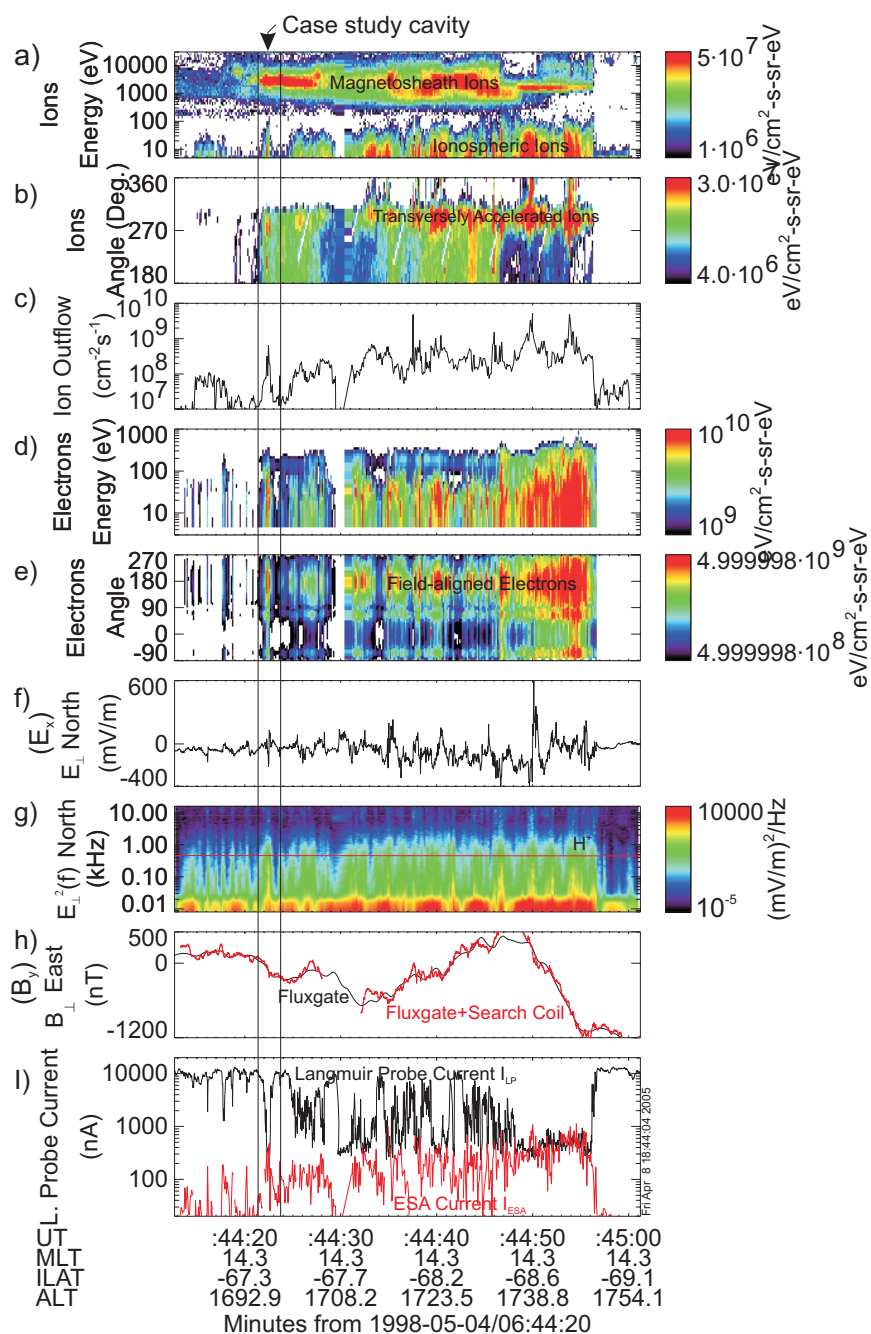 Case study cavity
a)
Ions
Energy (eV)
10000
1000
100
10
Magnetosheath Ions
Ionospheric Ions
5·10^7
1·10^6
eV/cm^2-s-sr-eV
b)
Ions
Angle (Deg.)
360
270
180
Transversely Accelerated Ions
3.0·10^7
4.0·10^6
eV/cm^2-s-sr-eV
c)
Ion Outflow
(cm^-2 s^-1)
10^10
10^9
10^8
10^7
d)
Electrons
Energy (eV)
1000
100
10
10^10
10^9
eV/cm^2-s-sr-eV
e)
Electrons
Angle
270
180
90
0
-90
Field-aligned Electrons
4.999998·10^9
4.999998·10^8
eV/cm^2-s-sr-eV
f)
(E_x)
E_⊥ North
(mV/m)
600
0
-400
g)
E_⊥^2(f) North
(kHz)
10.00
1.00
0.10
0.01
H^+
10000
10^-5
(mV/m)^2/Hz
h)
(B_y)
B_⊥ East
(nT)
500
0
-1200
Fluxgate
Fluxgate+Search Coil
I)
L. Probe Current
(nA)
10000
1000
100
Langmuir Probe Current I_LP
ESA Current I_ESA
Fri Apr 8 18:44:04 2005
UT :44:20 :44:30 :44:40 :44:50 :45:00
MLT 14.3 14.3 14.3 14.3 14.3
ILAT -67.3 -67.7 -68.2 -68.6 -69.1
ALT 1692.9 1708.2 1723.5 1738.8 1754.1
Minutes from 1998-05-04/06:44:20